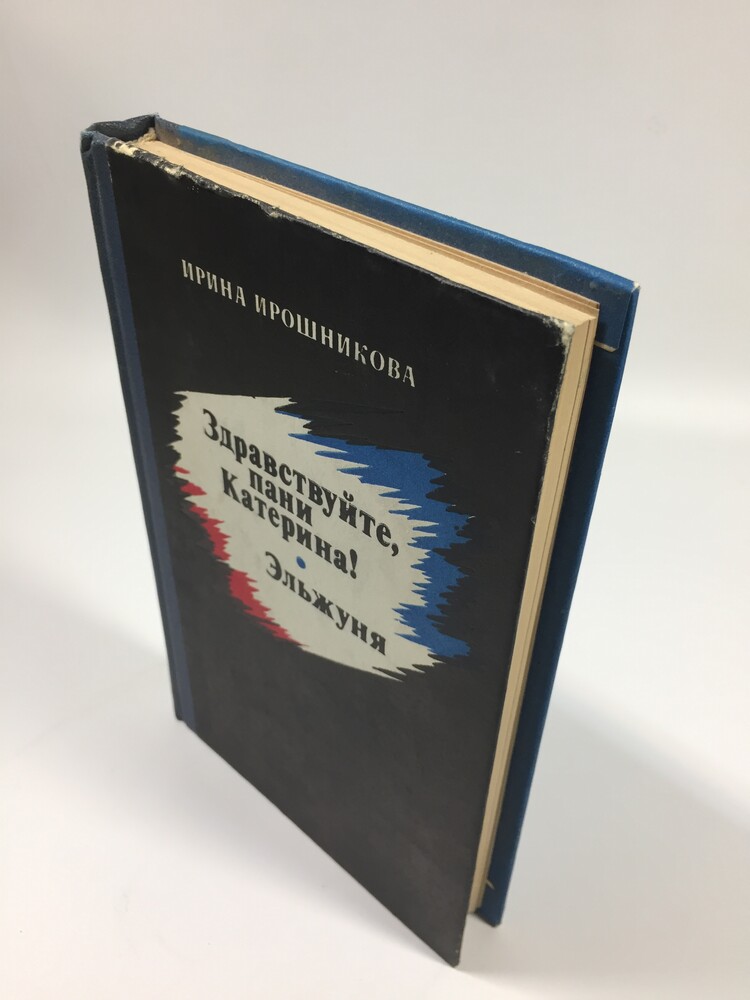 ИРИНА ИРОШНИКОВА
Здравствуйте,
пани
Катерина!
•
Эльжуня